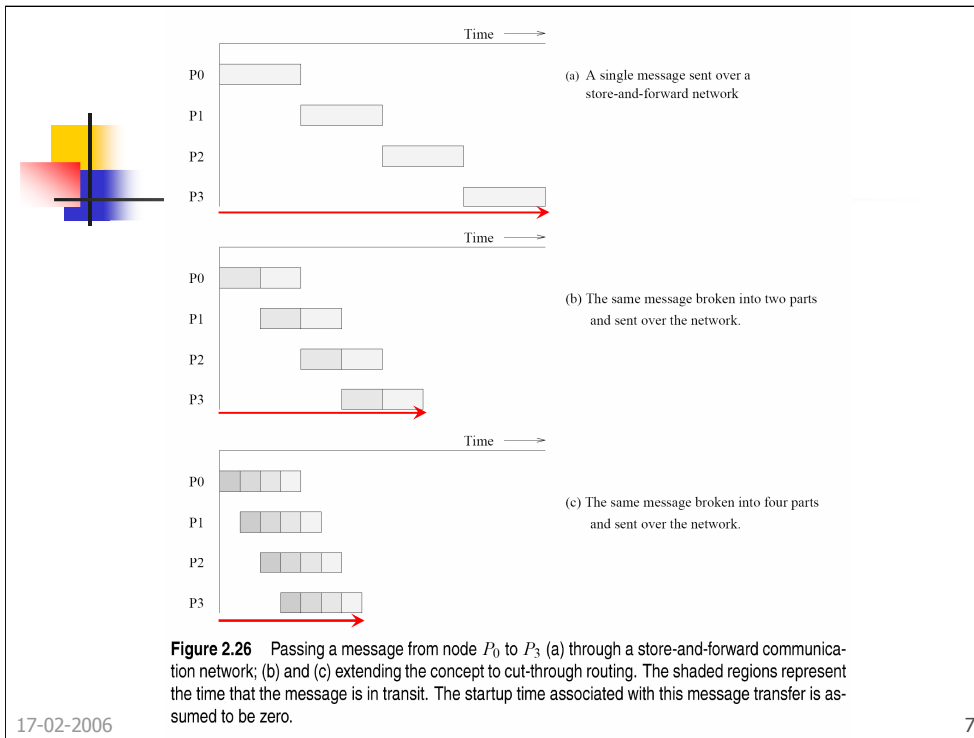 Time
P0
(a) A single message sent over a
store-and-forward network
P1
P2
P3
Time
P0
(b) The same message broken into two parts
and sent over the network.
P1
P2
P3
Time
P0
(c) The same message broken into four parts
and sent over the network.
P1
P2
P3
Figure 2.26 Passing a message from node P0 to P3 (a) through a store-and-forward communica-
tion network; (b) and (c) extending the concept to cut-through routing. The shaded regions represent
the time that the message is in transit. The startup time associated with this message transfer is as-
sumed to be zero.
17-02-2006
7